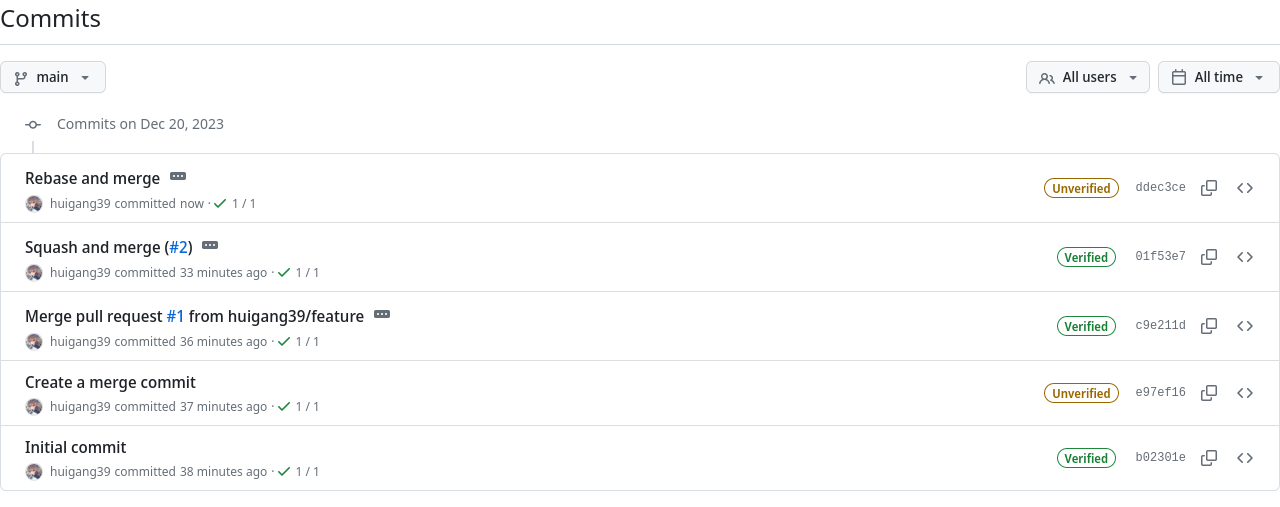 Commits
main
All users
All time
Commits on Dec 20, 2023
Rebase and merge
Unverified
ddec3ce
huigang39 committed now · 1 / 1
Squash and merge (#2)
Verified
01f53e7
huigang39 committed 33 minutes ago · 1 / 1
Merge pull request #1 from huigang39/feature
Verified
c9e211d
huigang39 committed 36 minutes ago · 1 / 1
Create a merge commit
Unverified
e97ef16
huigang39 committed 37 minutes ago · 1 / 1
Initial commit
Verified
b02301e
huigang39 committed 38 minutes ago · 1 / 1